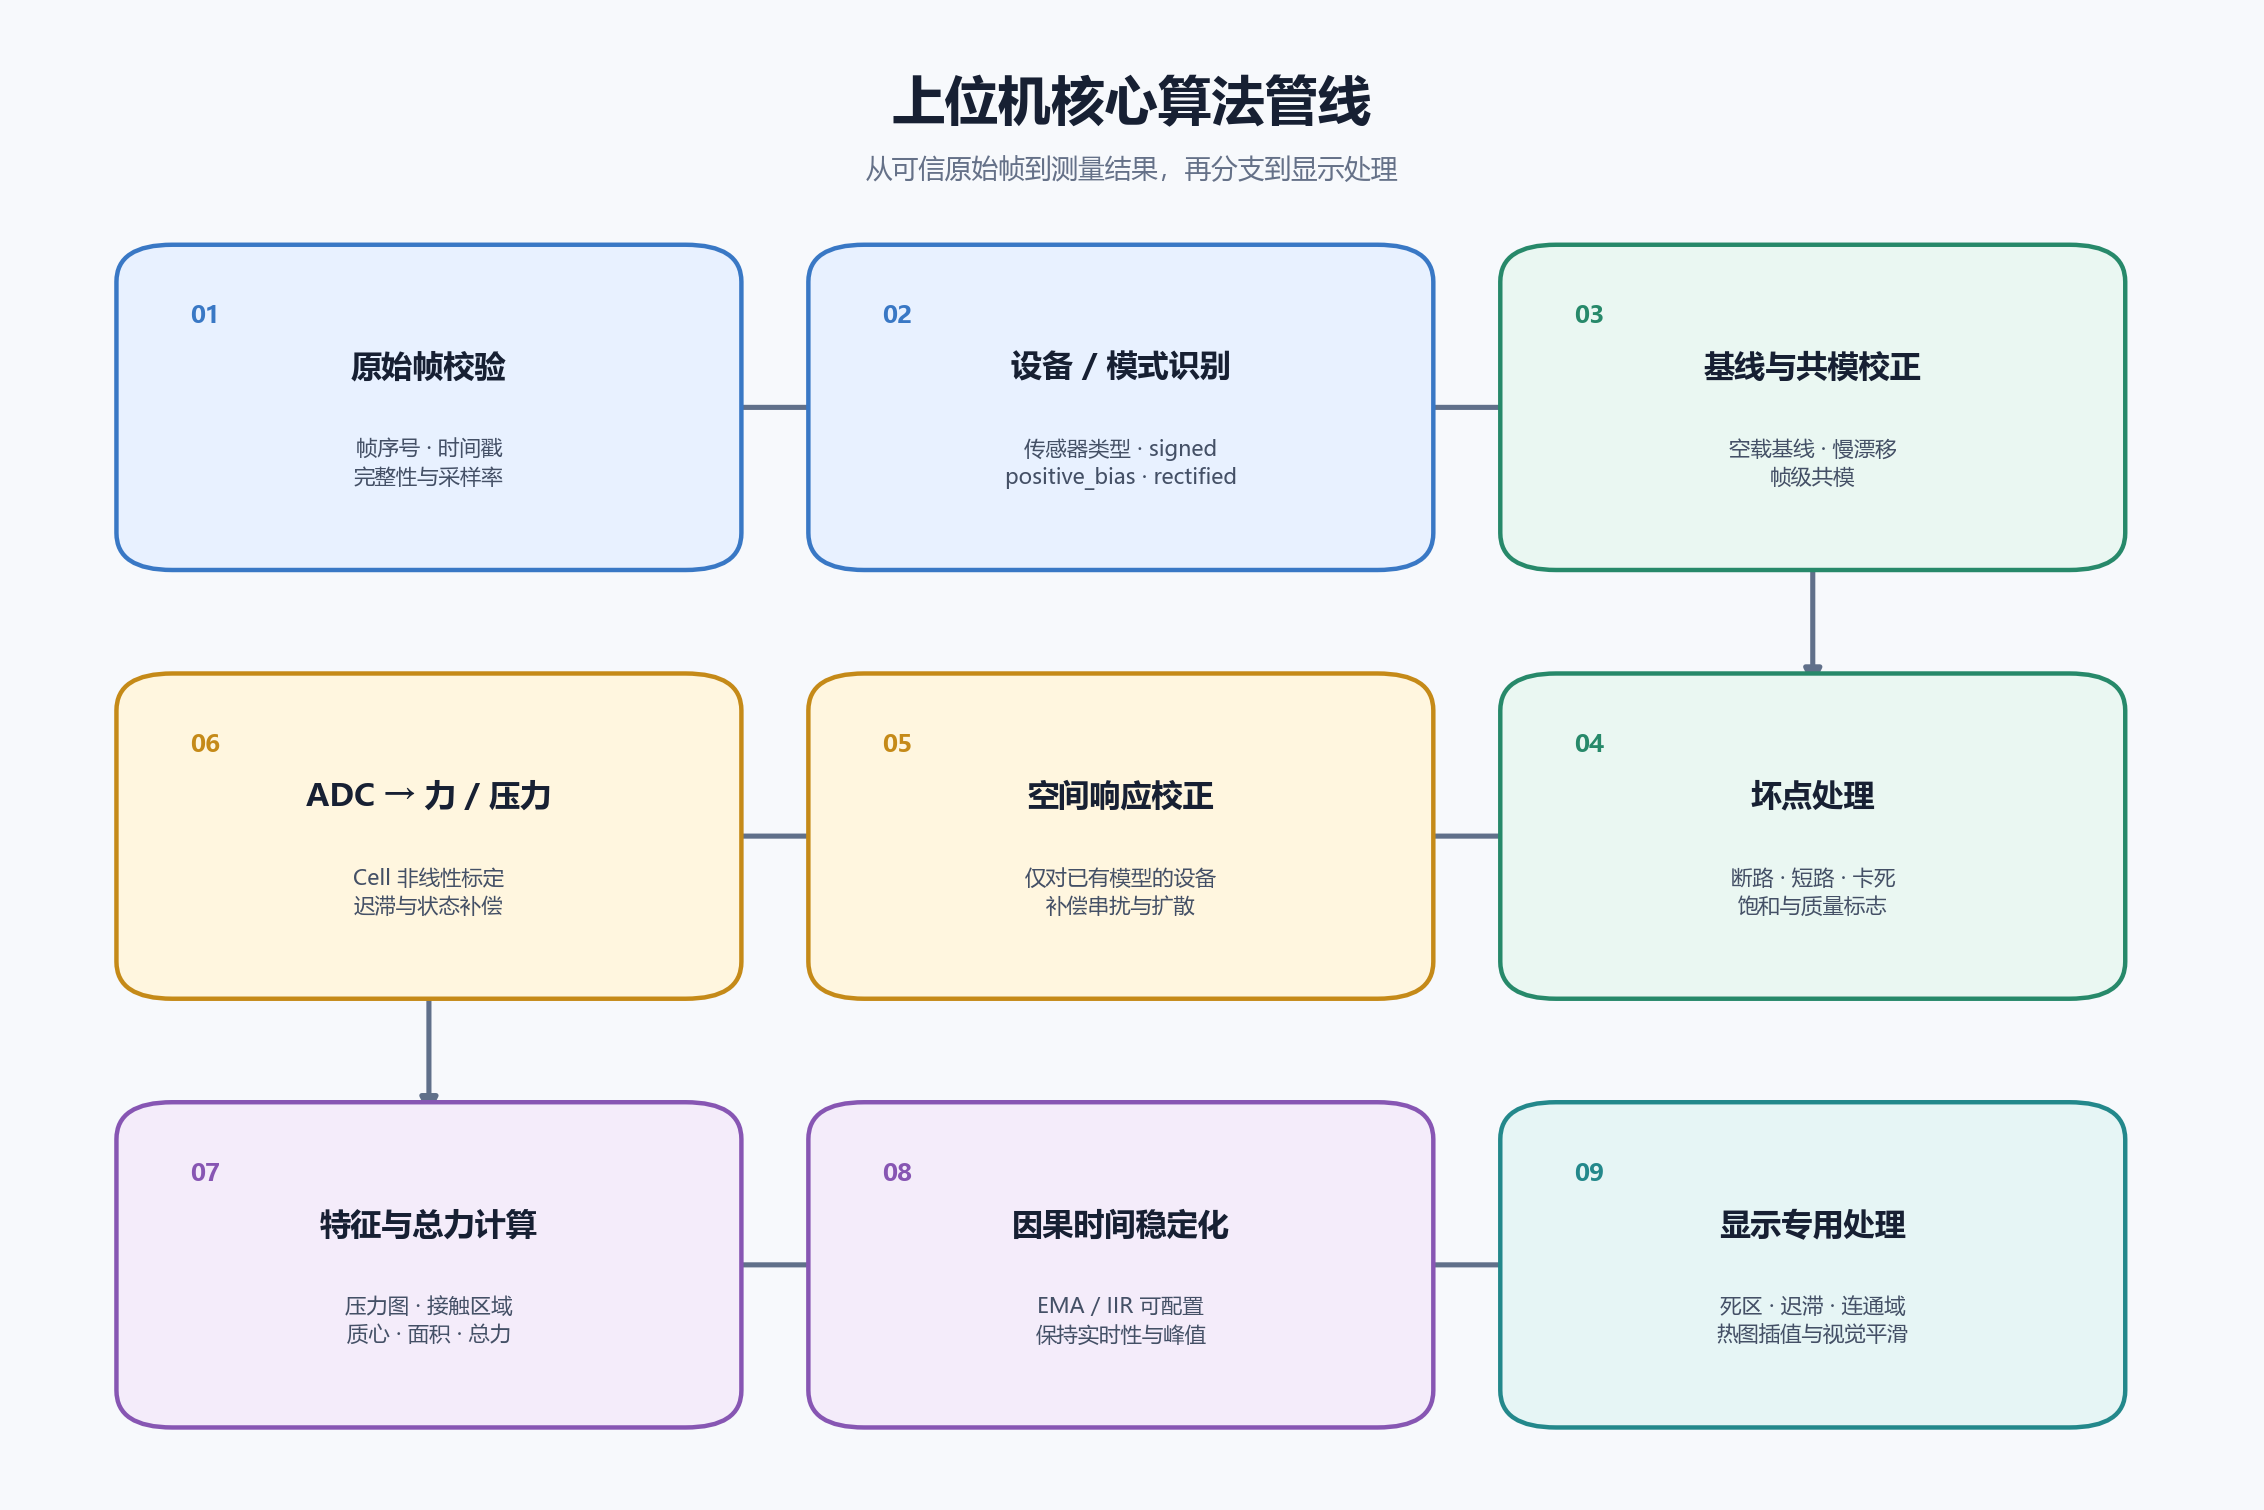 上位机核心算法管线
从可信原始帧到测量结果，再分支到显示处理
01
原始帧校验
帧序号 · 时间戳
完整性与采样率
02
设备 / 模式识别
传感器类型 · signed
positive_bias · rectified
03
基线与共模校正
空载基线 · 慢漂移
帧级共模
04
坏点处理
断路 · 短路 · 卡死
饱和与质量标志
05
空间响应校正
仅对已有模型的设备
补偿串扰与扩散
06
ADC → 力 / 压力
Cell 非线性标定
迟滞与状态补偿
07
特征与总力计算
压力图 · 接触区域
质心 · 面积 · 总力
08
因果时间稳定化
EMA / IIR 可配置
保持实时性与峰值
09
显示专用处理
死区 · 迟滞 · 连通域
热图插值与视觉平滑